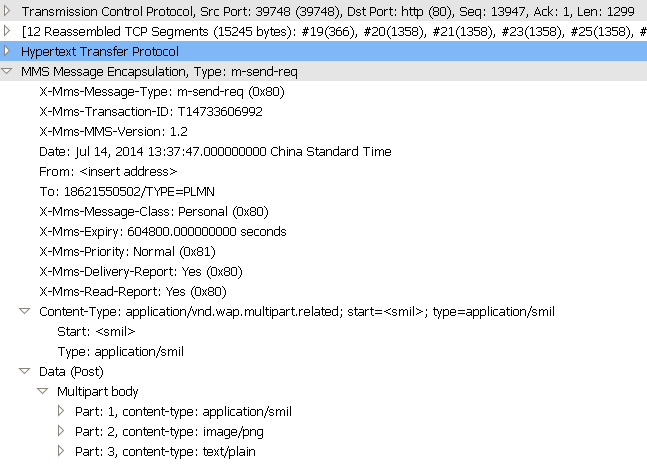 Transmission Control Protocol, Src Port: 39748 (39748), Dst Port: http (80), Seq: 13947, Ack: 1, Len: 1299
[12 Reassembled TCP Segments (15245 bytes): #19(366), #20(1358), #21(1358), #23(1358), #25(1358), #
Hypertext Transfer Protocol
MMS Message Encapsulation, Type: m-send-req
X-Mms-Message-Type: m-send-req (0x80)
X-Mms-Transaction-ID: T14733606992
X-Mms-MMS-Version: 1.2
Date: Jul 14, 2014 13:37:47.000000000 China Standard Time
From: <insert address>
To: 18621550502/TYPE=PLMN
X-Mms-Message-Class: Personal (0x80)
X-Mms-Expiry: 604800.000000000 seconds
X-Mms-Priority: Normal (0x81)
X-Mms-Delivery-Report: Yes (0x80)
X-Mms-Read-Report: Yes (0x80)
Content-Type: application/vnd.wap.multipart.related; start=<smil>; type=application/smil
Start: <smil>
Type: application/smil
Data (Post)
Multipart body
Part: 1, content-type: application/smil
Part: 2, content-type: image/png
Part: 3, content-type: text/plain